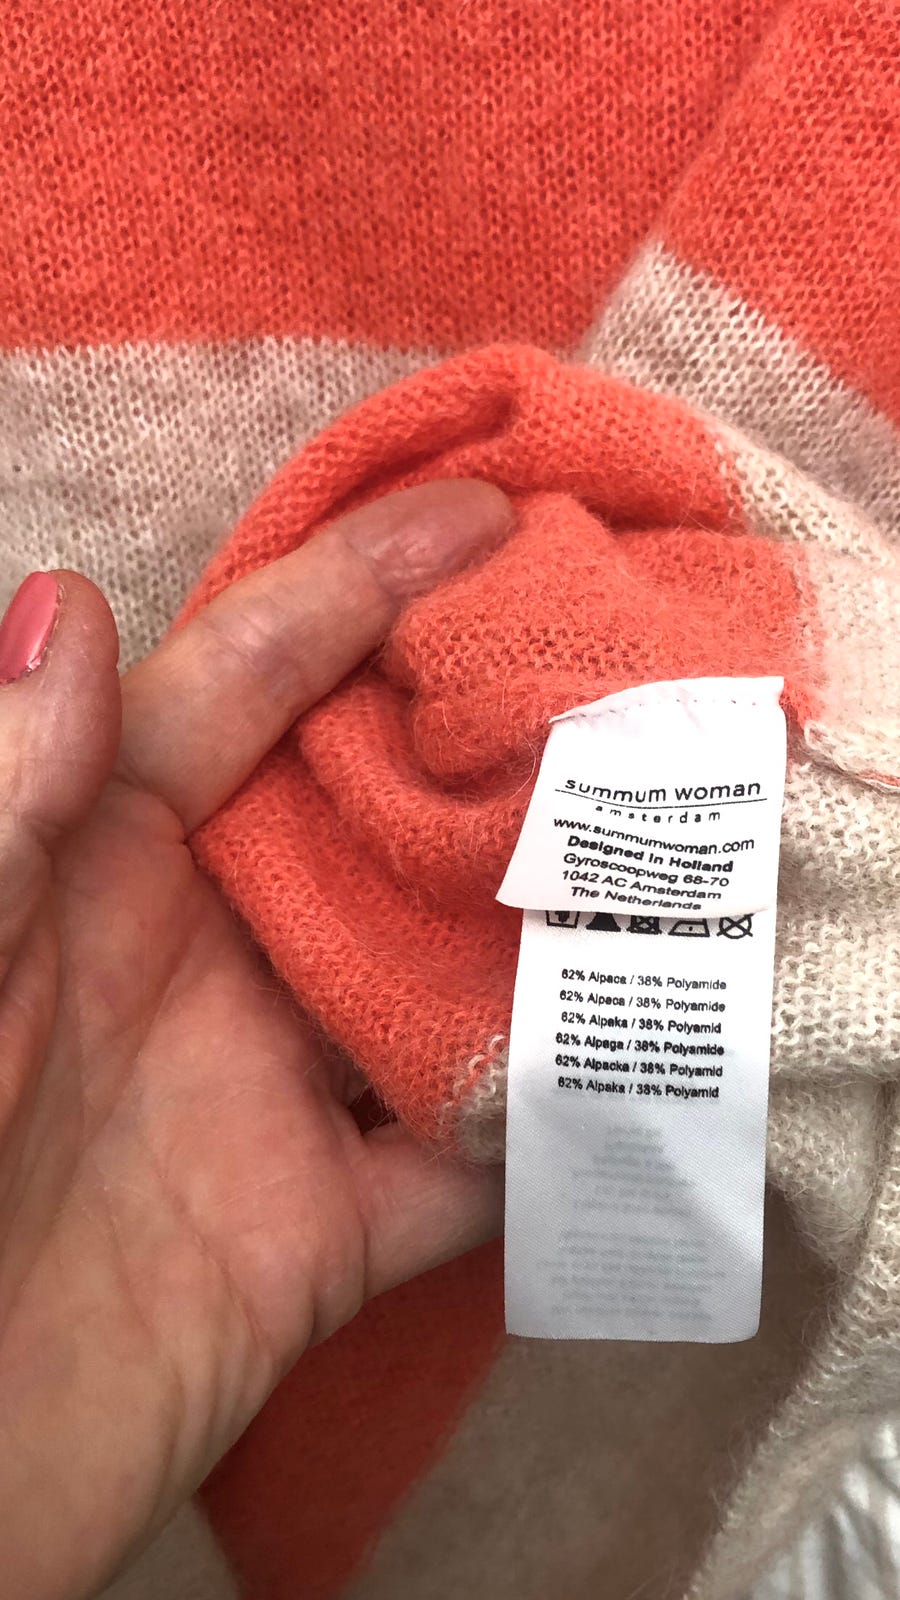 summum woman
amsterdam
www.summumwoman.com
Designed in Holland
Gyroscoopweg 68-70
1042 AC Amsterdam
The Netherlands
62% Alpaca / 38% Polyamide
62% Alpaca / 38% Polyamide
62% Alpaka / 38% Polyamid
62% Alpaga / 38% Polyamide
62% Alpacka / 38% Polyamid
62% Alpaka / 38% Polyamid